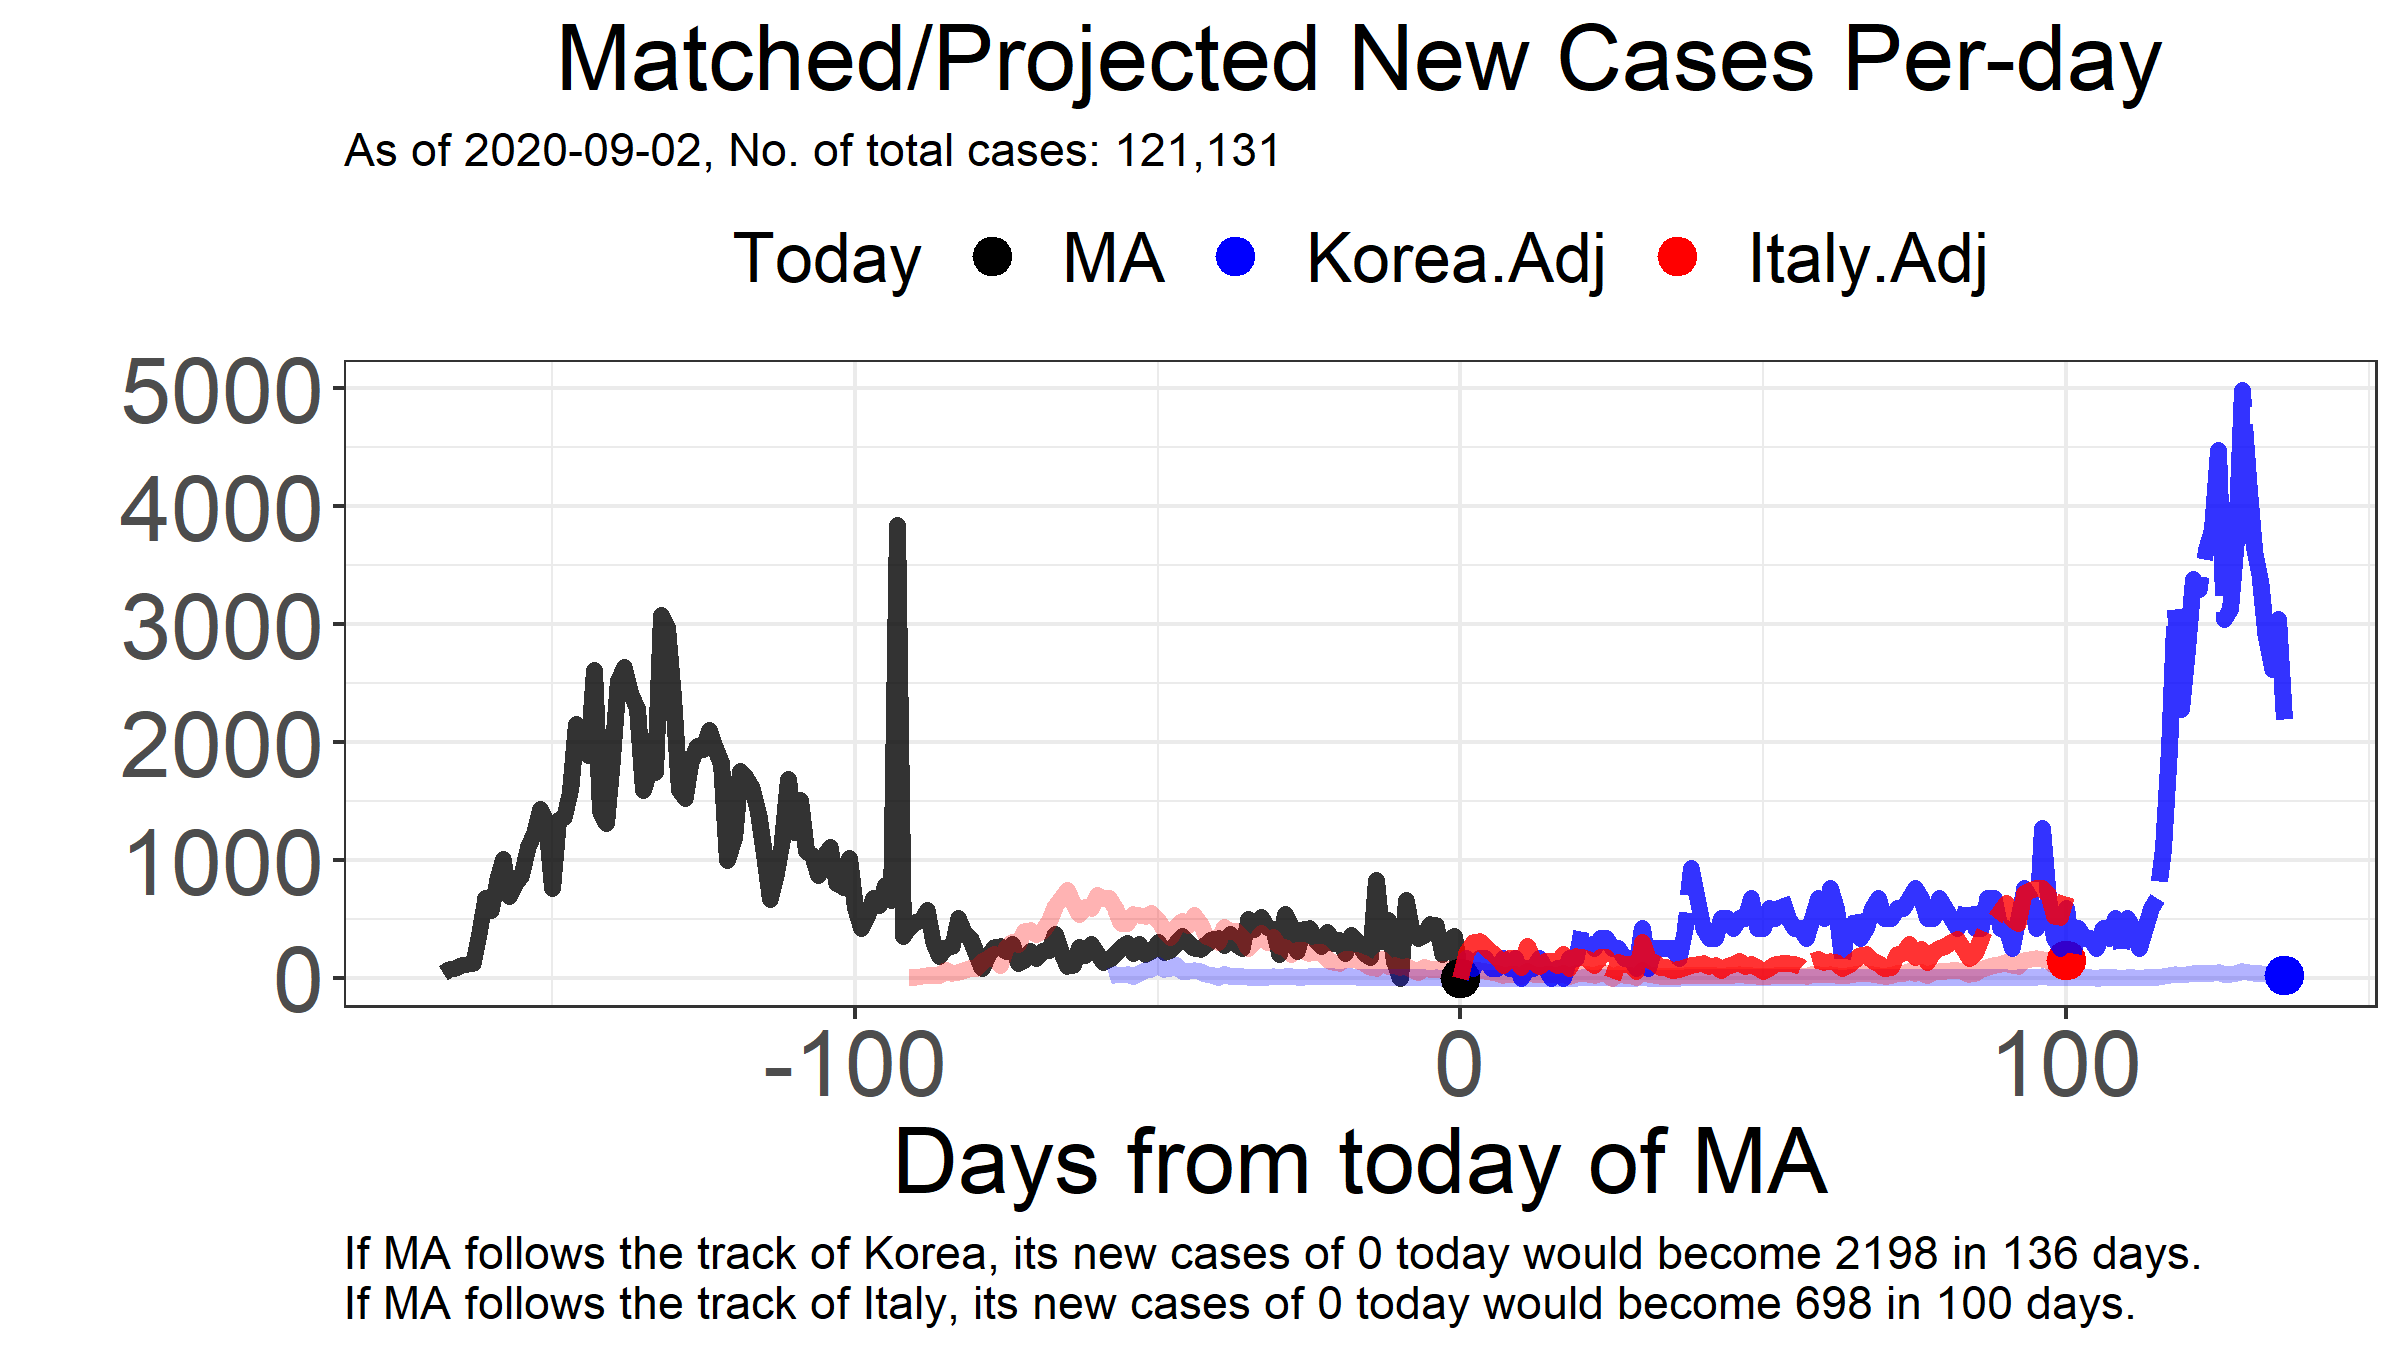 Matched/Projected New Cases Per-day
As of 2020-09-02, No. of total cases: 121,131
Today MA Korea.Adj Italy.Adj
5000
4000
3000
2000
1000
0
-100 0 100
Days from today of MA
If MA follows the track of Korea, its new cases of 0 today would become 2198 in 136 days.
If MA follows the track of Italy, its new cases of 0 today would become 698 in 100 days.